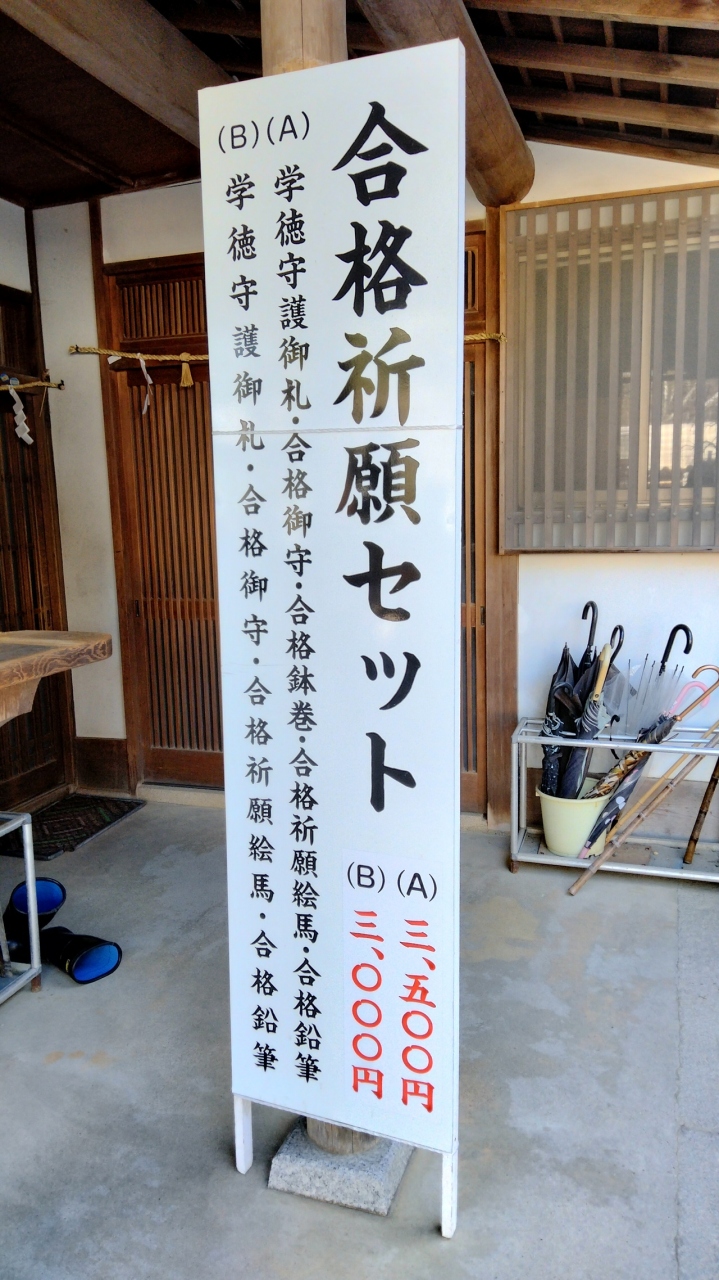 合格祈願セット
(A) 三、五〇〇円
(B) 三、〇〇〇円
(A) 学徳守護御札・合格御守・合格鉢巻・合格祈願絵馬・合格鉛筆
(B) 学徳守護御札・合格御守・合格祈願絵馬・合格鉛筆